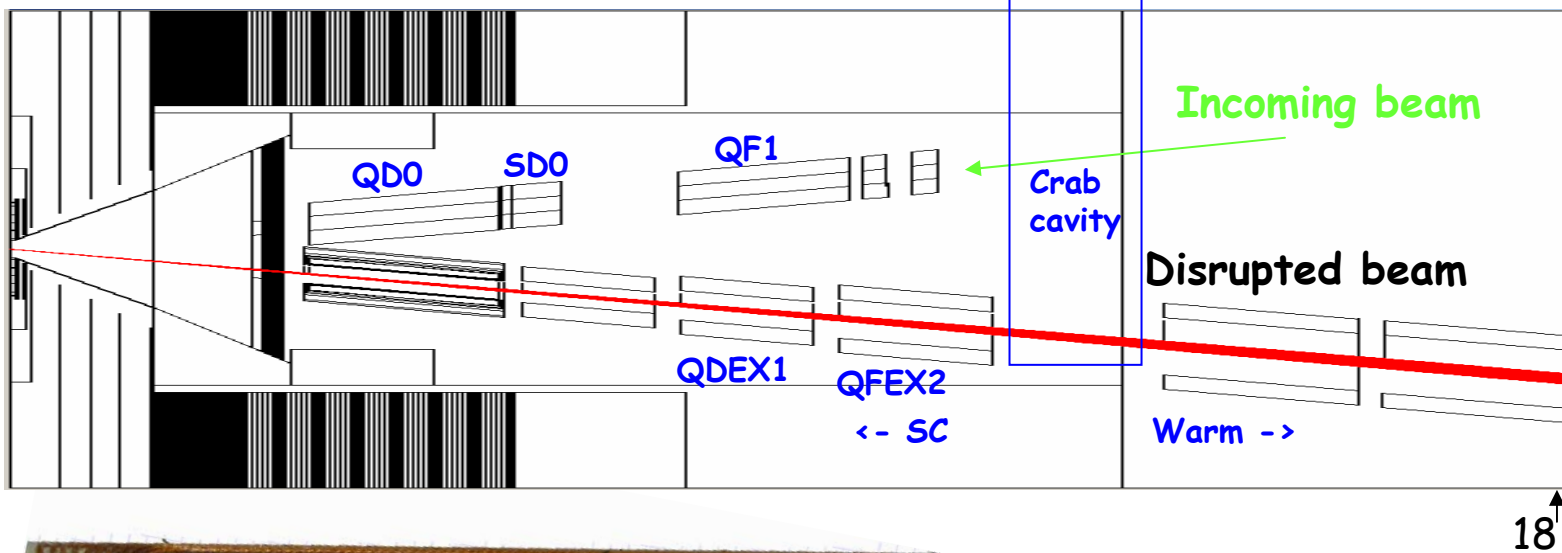 Incoming beam
QF1
SD0
QD0
Crab
cavity
Disrupted beam
QDEX1
QFEX2
<- SC
Warm ->
18